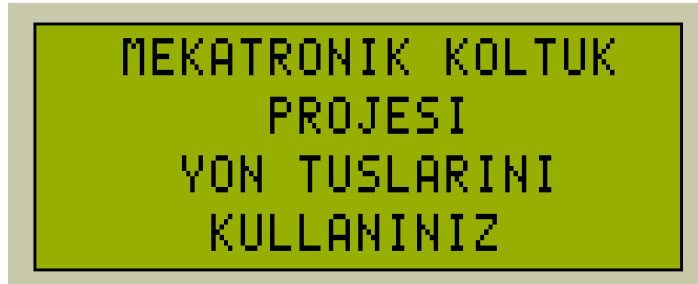 MEKATRONIK KOLTUK
PROJESI
YON TUSLARINI
KULLANINIZ